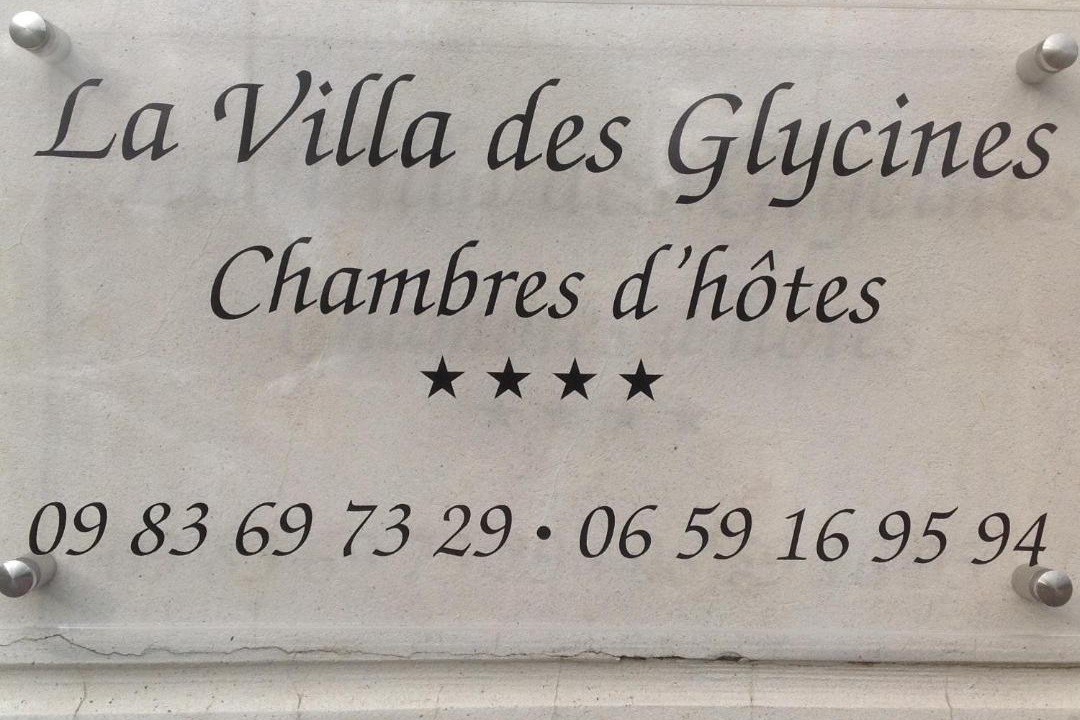 La Villa des Glycines
Chambres d'hôtes
★ ★ ★ ★
09 83 69 73 29 • 06 59 16 95 94